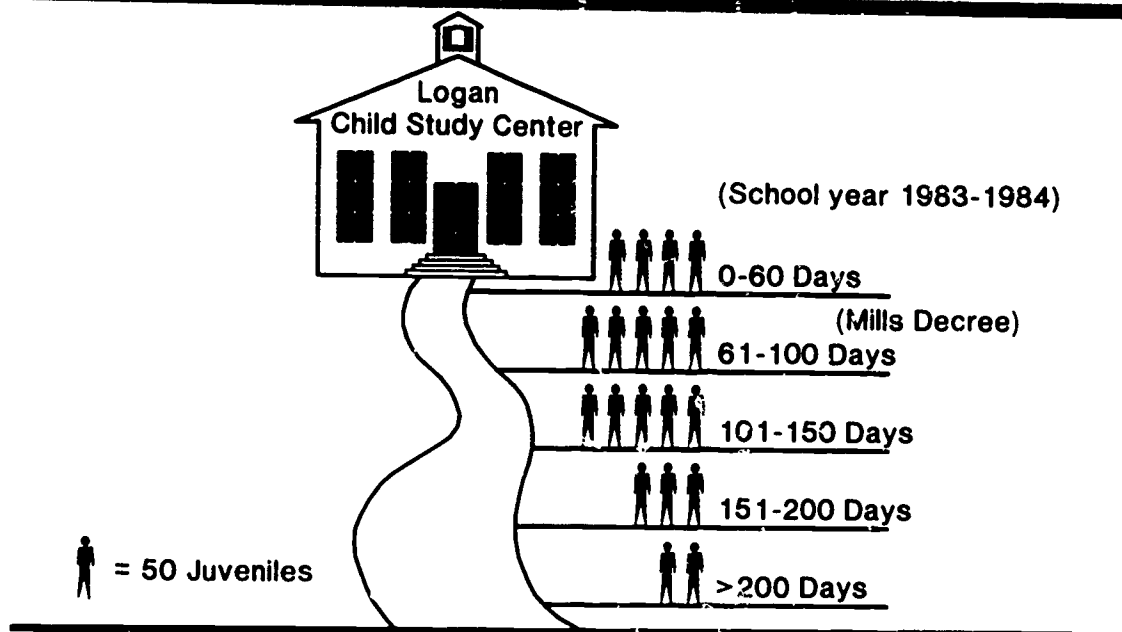 Logan
Child Study Center
(School year 1983-1984)
0-60 Days
(Mills Decree)
61-100 Days
101-150 Days
151-200 Days
= 50 Juveniles
>200 Days